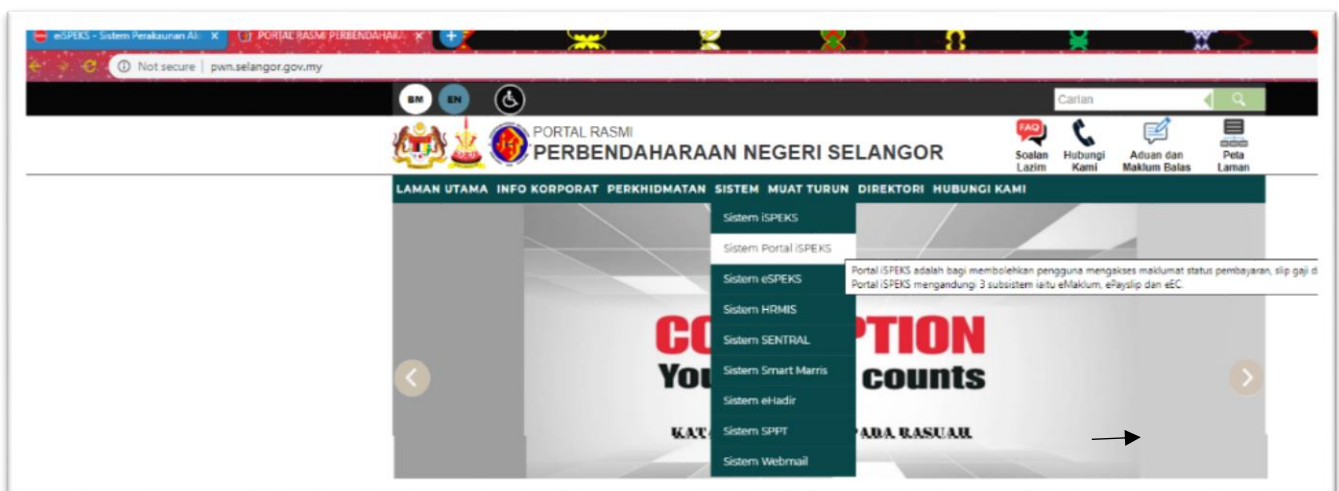 eiSPEKS - Sistem Perakaunan Ak
PORTAL RASMI PERBENDAHAR
Not secure | pwn.selangor.gov.my
BM EN Carian
PORTAL RASMI
PERBENDAHARAAN NEGERI SELANGOR
FAQ
Soalan Lazim
Hubungi Kami
Aduan dan Maklum Balas
Peta Laman
LAMAN UTAMA INFO KORPORAT PERKHIDMATAN SISTEM MUAT TURUN DIREKTORI HUBUNGI KAMI
Sistem iSPEKS
Sistem Portal iSPEKS
Portal iSPEKS adalah bagi membolehkan pengguna mengakses maklumat status pembayaran, slip gaji d
Portal iSPEKS mengandungi 3 subsistem iaitu eMaklum, ePayslip dan eEC.
Sistem eSPEKS
Sistem HRMIS
Sistem SENTRAL
Sistem Smart Marris
Sistem eHadir
Sistem SPPT
Sistem Webmail
CO PTION
You counts
KAT PADA RASUAH